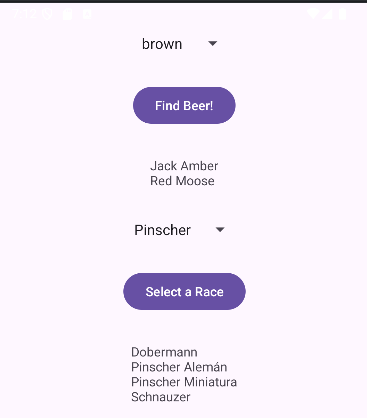 brown
Find Beer!
Jack Amber
Red Moose
Pinscher
Select a Race
Dobermann
Pinscher Alemán
Pinscher Miniatura
Schnauzer